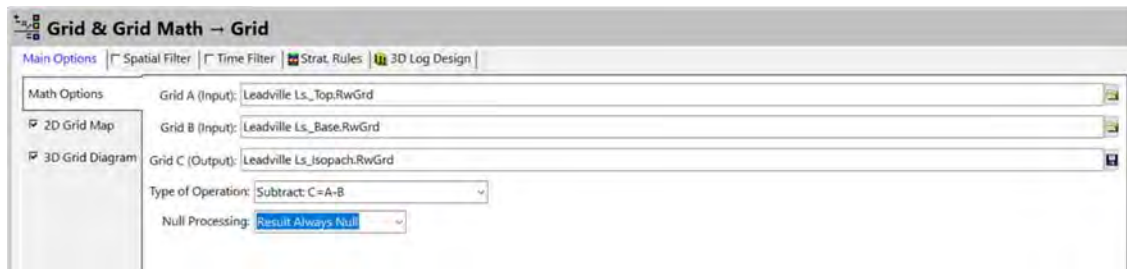 Grid & Grid Math → Grid
Main Options Spatial Filter Time Filter Strat. Rules 3D Log Design
Math Options Grid A (Input): Leadville Ls._Top.RwGrd
2D Grid Map Grid B (Input): Leadville Ls._Base.RwGrd
3D Grid Diagram Grid C (Output): Leadville Ls_Isopach.RwGrd
Type of Operation: Subtract: C=A-B
Null Processing: Result Always Null